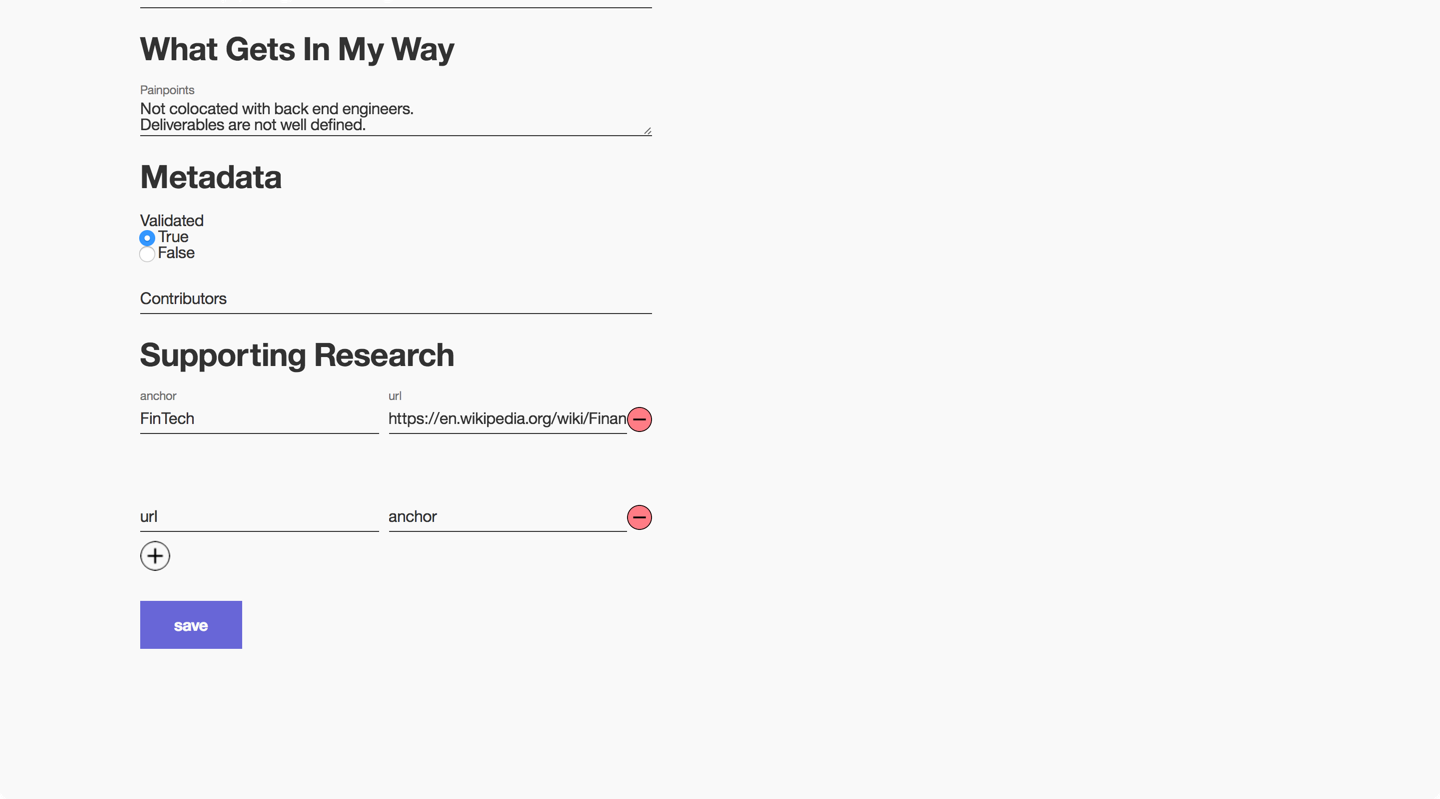 What Gets In My Way
Painpoints
Not colocated with back end engineers.
Deliverables are not well defined.
Metadata
Validated
True
False
Contributors
Supporting Research
anchor url
FinTech https://en.wikipedia.org/wiki/Finan
url anchor
save